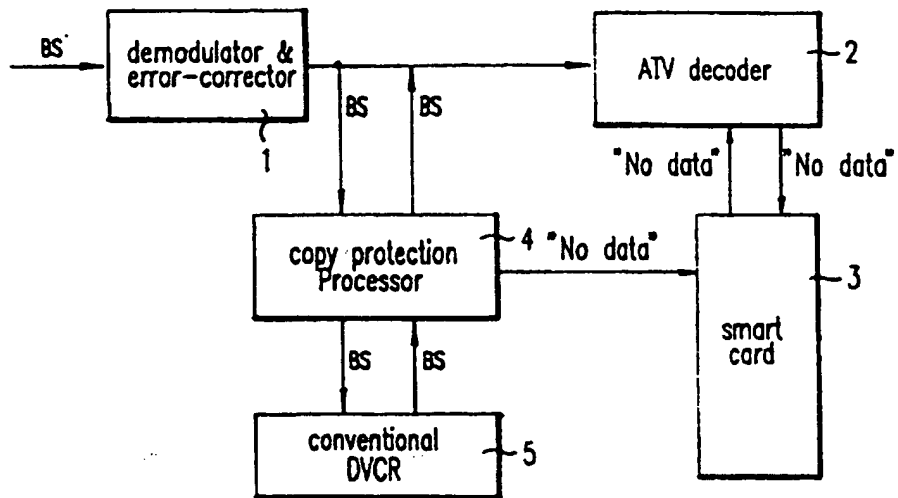 BS
demodulator &
error-corrector
1
ATV decoder
2
BS
BS
"No data"
"No data"
copy protection
Processor
4
"No data"
smart
card
3
BS
BS
conventional
DVCR
5